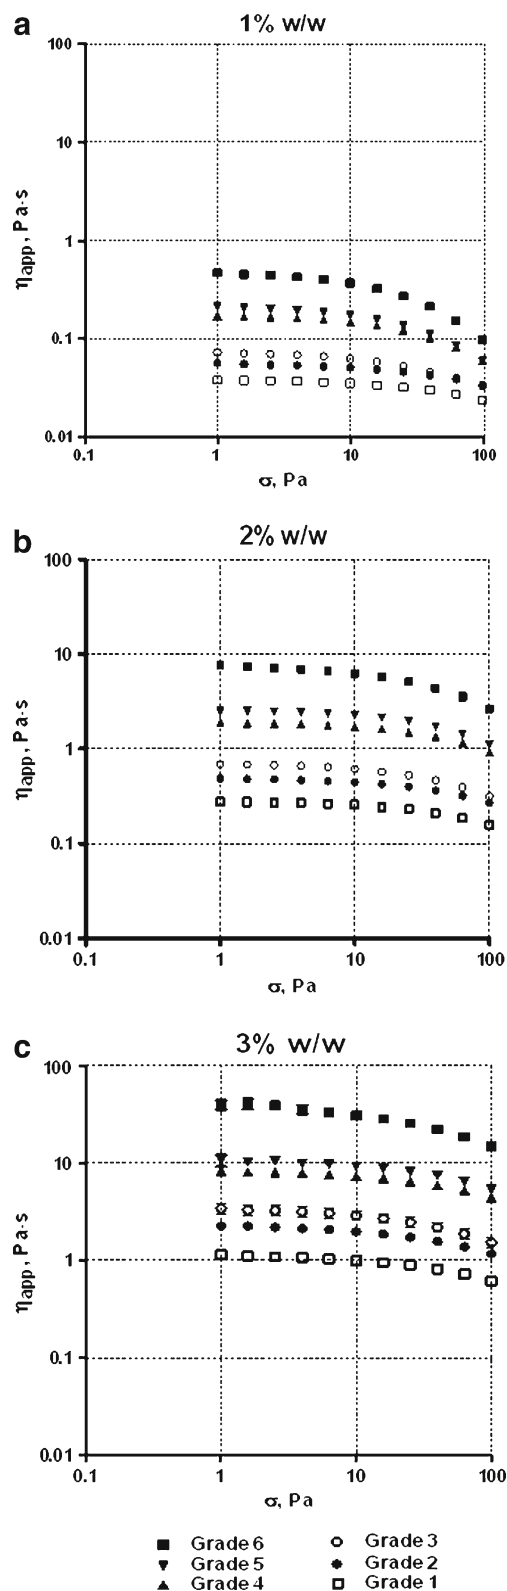 a
1% w/w
100
10
1
0.1
0.01
ηapp, Pa·s
0.1 1 10 100
σ, Pa
b
2% w/w
100
10
1
0.1
0.01
ηapp, Pa·s
0.1 1 10 100
σ, Pa
c
3% w/w
100
10
1
0.1
0.01
ηapp, Pa·s
0.1 1 10 100
σ, Pa
Grade 6 Grade 3
Grade 5 Grade 2
Grade 4 Grade 1